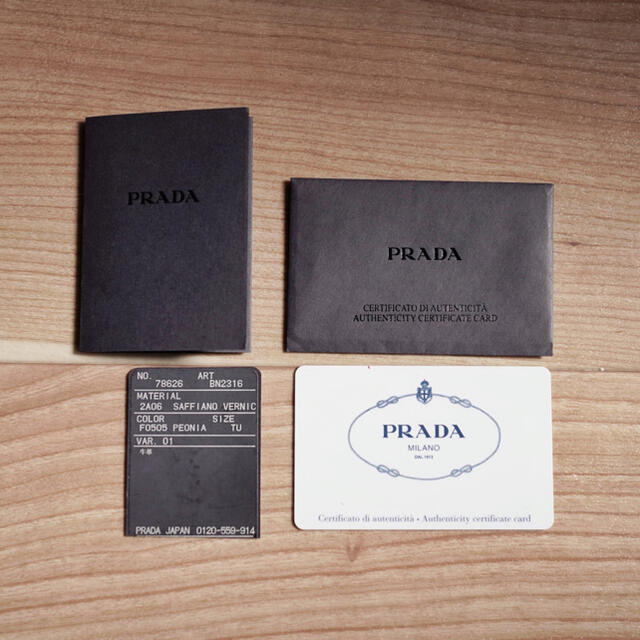 PRADA
PRADA
CERTIFICATO DI AUTENTICITÀ
AUTHENTICITY CERTIFICATE CARD
NO. ART
78626 BN2316
MATERIAL
2A06 SAFFIANO VERNIC
COLOR SIZE
F0505 PEONIA TU
VAR. 01
牛革
PRADA JAPAN 0120-559-914
PRADA
MILANO
DAL 1913
Certificato di autenticità · Authenticity certificate card